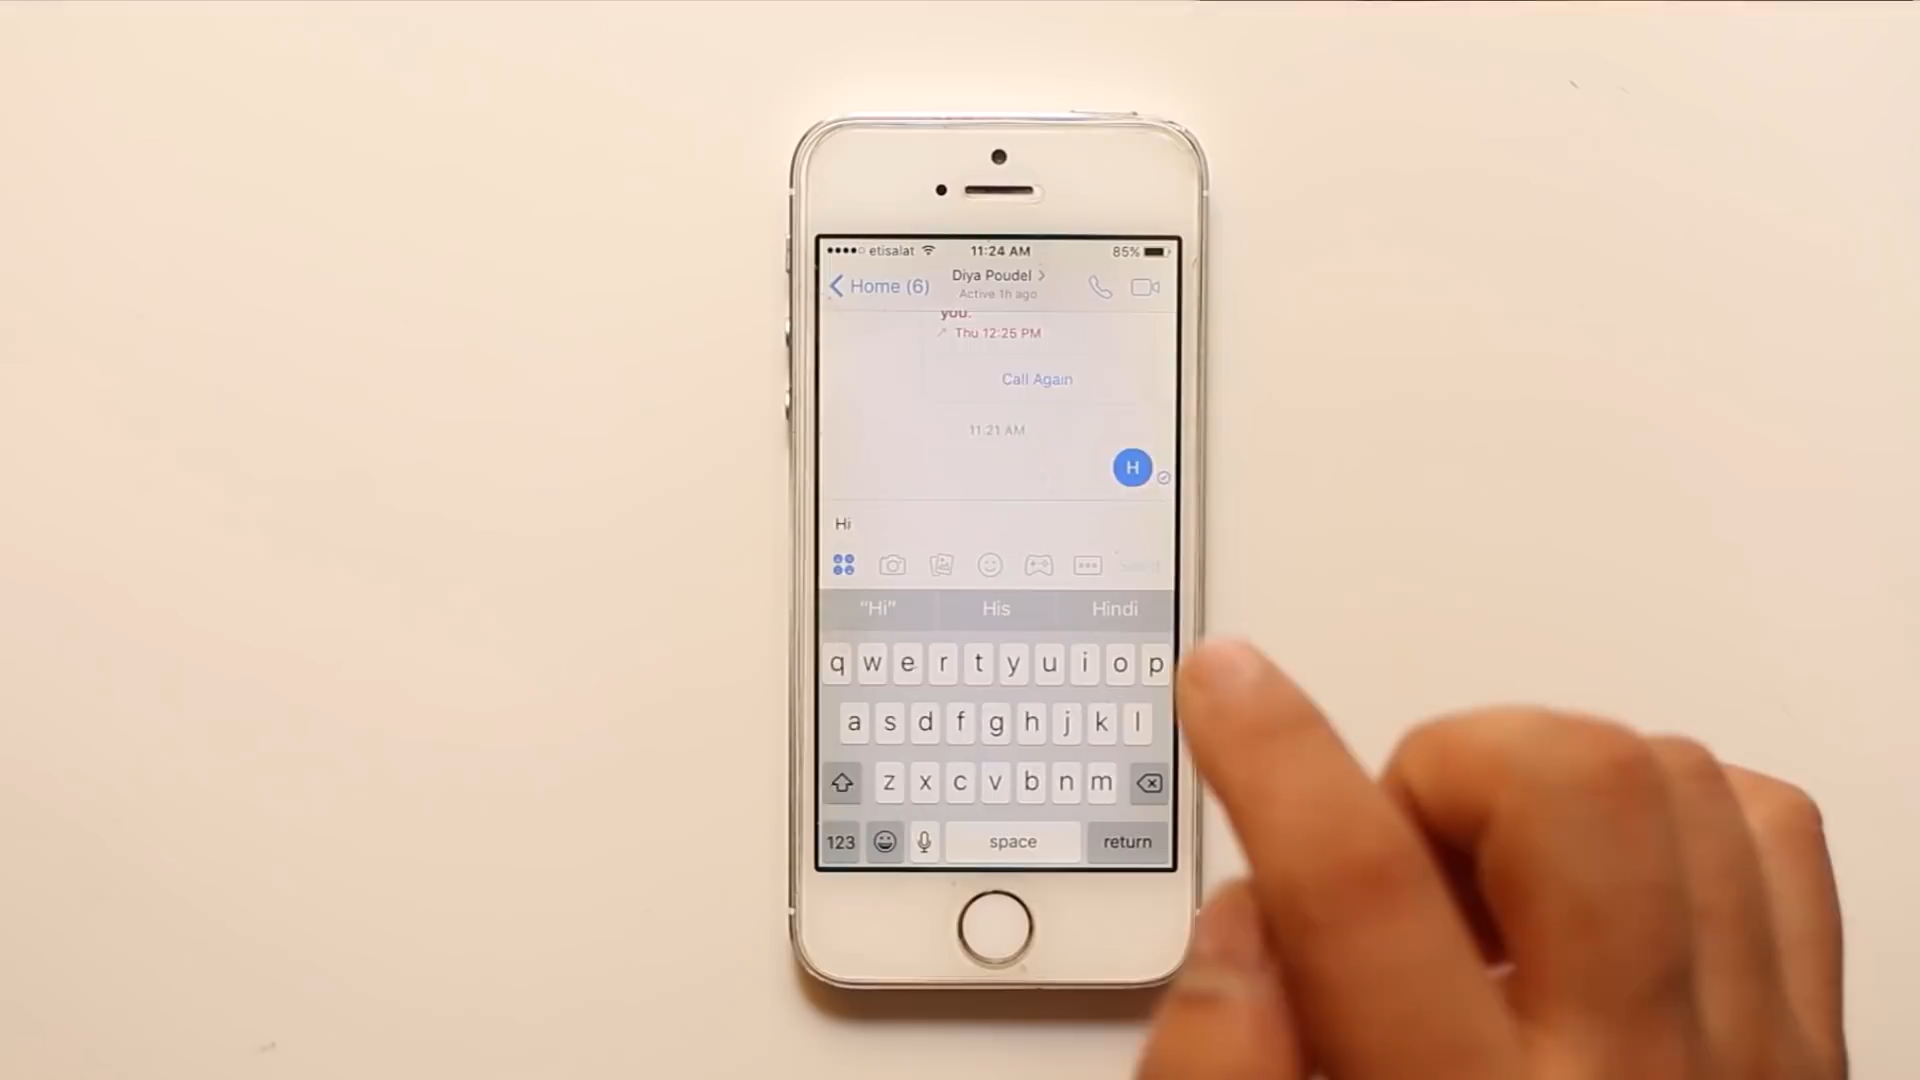 etisalat 11:24 AM 85%
Home (6) Diya Poudel
Active 1h ago
you.
Thu 12:25 PM
Call Again
11:21 AM
H
Hi
Send
“Hi” His Hindi
q w e r t y u i o p
a s d f g h j k l
z x c v b n m
123 space return